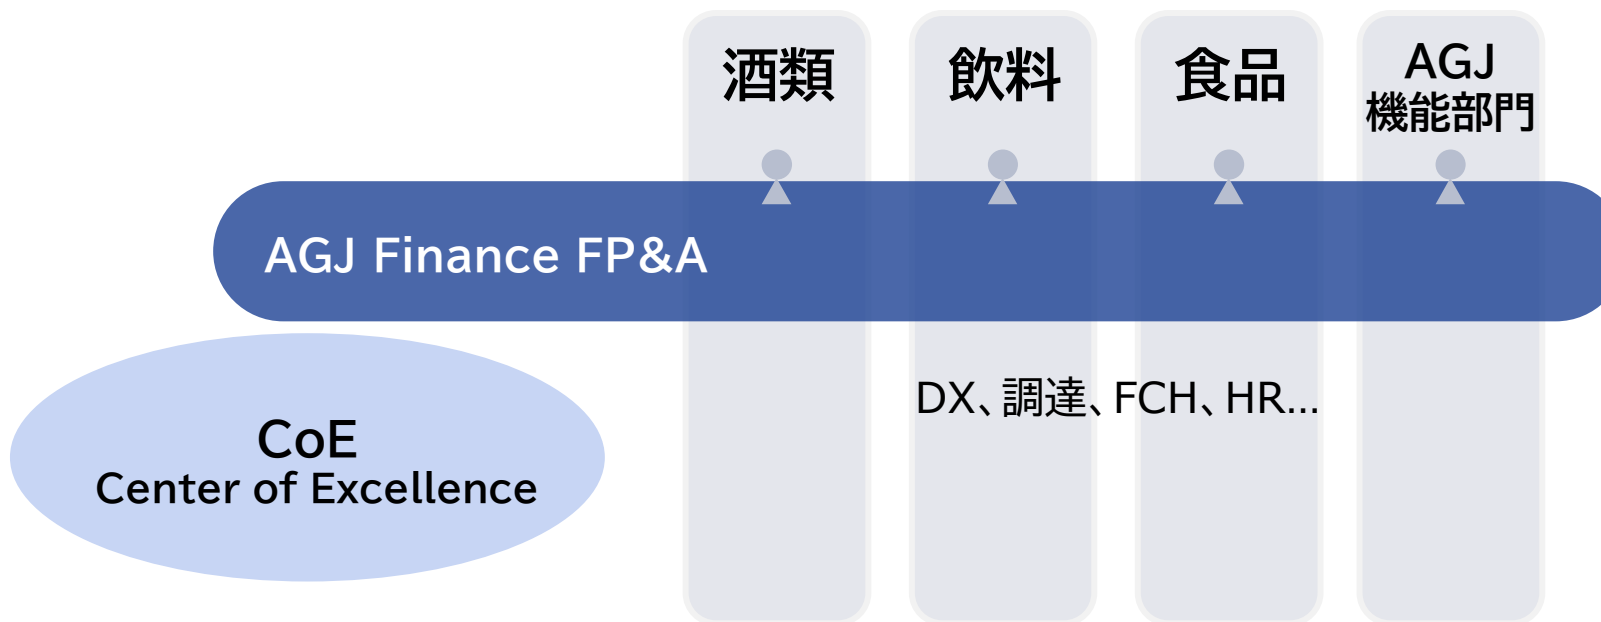 酒類
飲料
食品
AGJ
機能部門
AGJ Finance FP&A
DX、調達、FCH、HR...
CoE
Center of Excellence